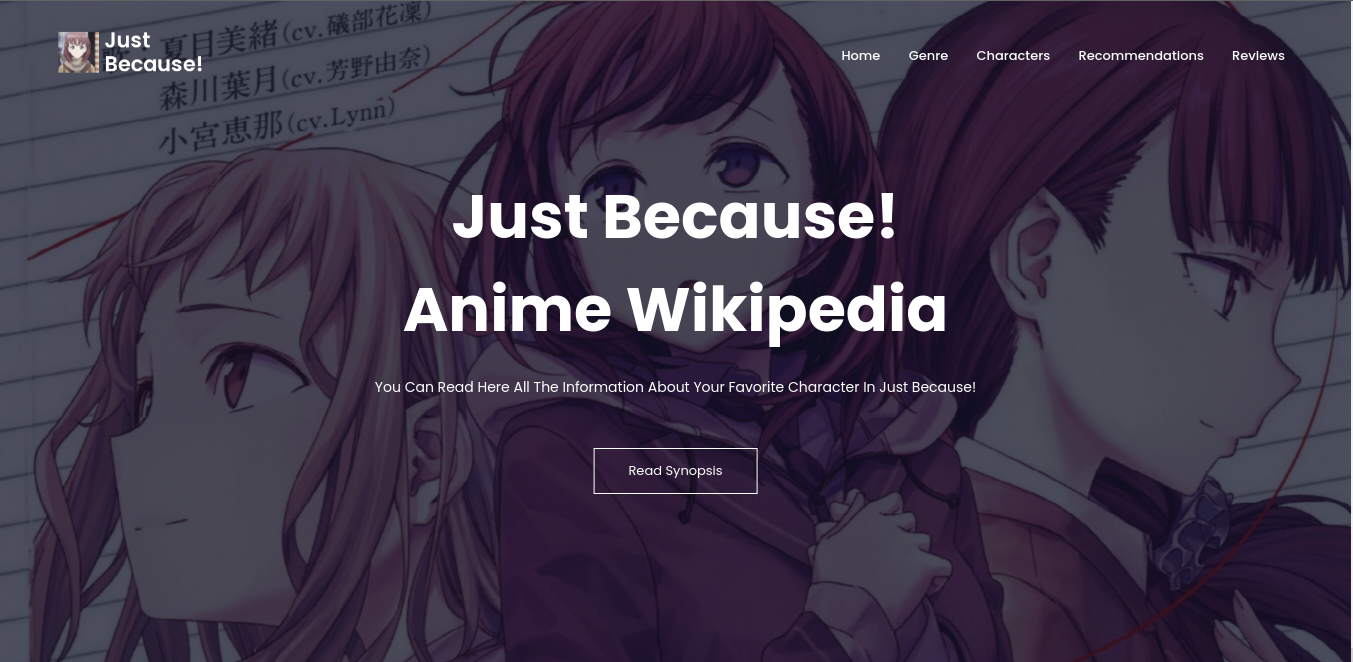 Just
Because!
Home Genre Characters Recommendations Reviews
夏目美緒(cv.磯部花凜)
森川葉月(cv.芳野由奈)
小宮恵那(cv.Lynn)
Just Because!
Anime Wikipedia
You Can Read Here All The Information About Your Favorite Character In Just Because!
Read Synopsis